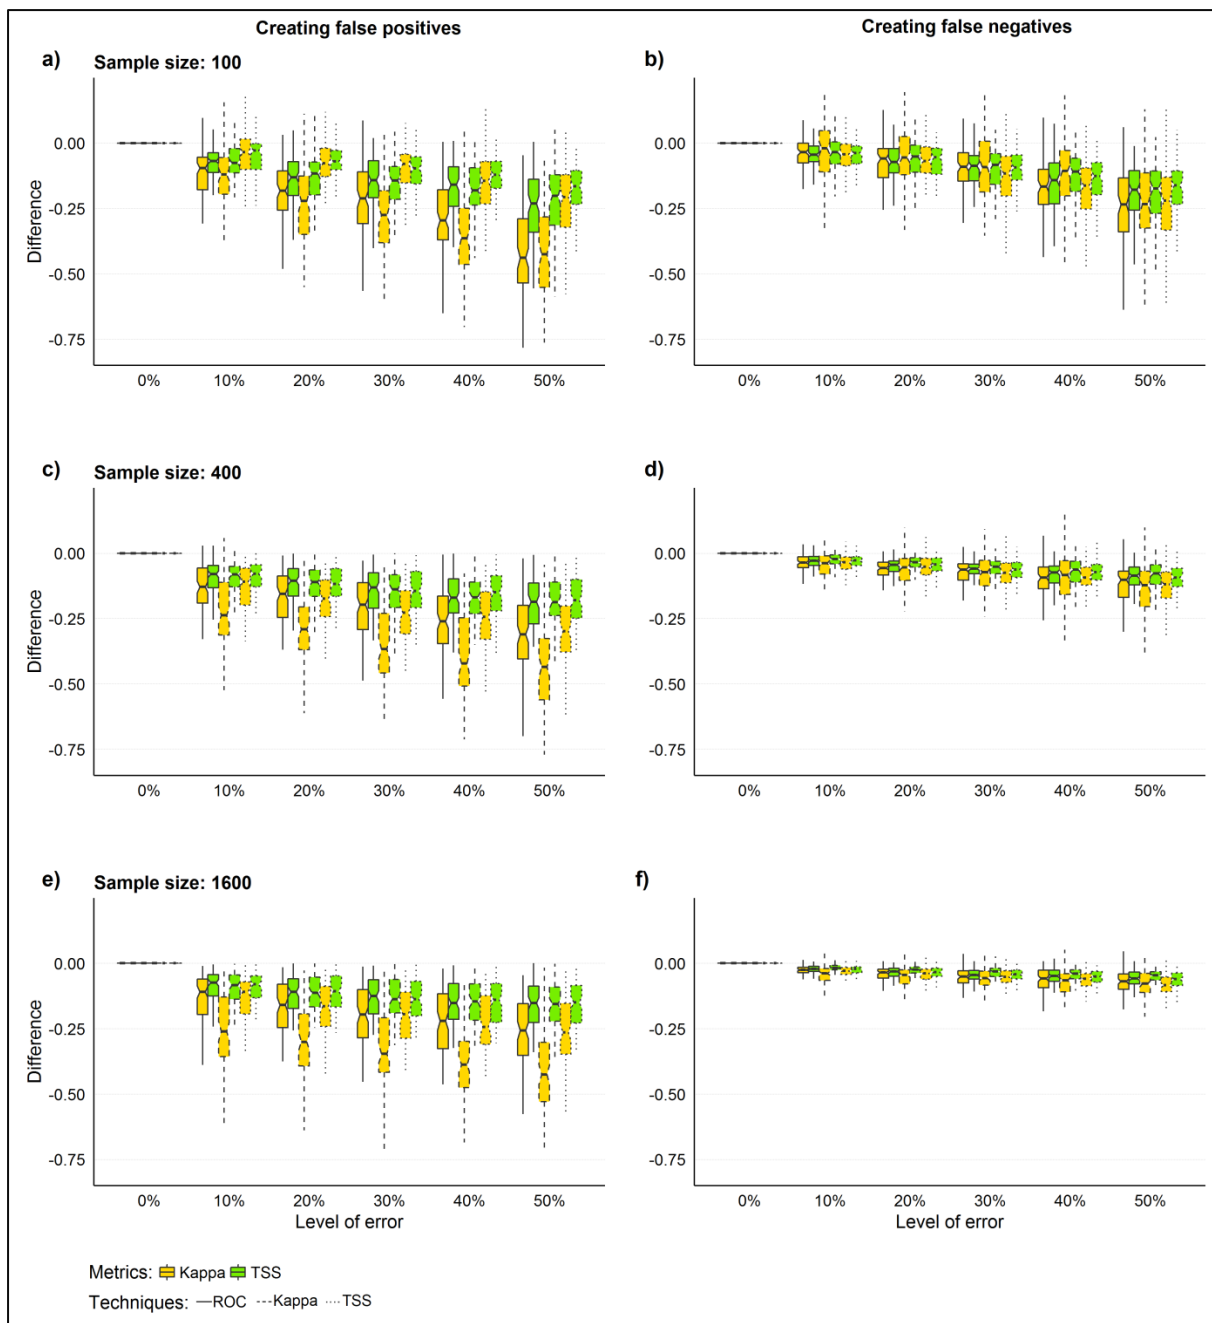 Creating false positives
Creating false negatives
a) Sample size: 100
b)
0.00
-0.25
-0.50
-0.75
Difference
0% 10% 20% 30% 40% 50%
0.00
-0.25
-0.50
-0.75
0% 10% 20% 30% 40% 50%
c) Sample size: 400
d)
0.00
-0.25
-0.50
-0.75
Difference
0% 10% 20% 30% 40% 50%
0.00
-0.25
-0.50
-0.75
0% 10% 20% 30% 40% 50%
e) Sample size: 1600
f)
0.00
-0.25
-0.50
-0.75
Difference
0% 10% 20% 30% 40% 50%
Level of error
0.00
-0.25
-0.50
-0.75
0% 10% 20% 30% 40% 50%
Level of error
Metrics: Kappa TSS
Techniques: ROC Kappa TSS